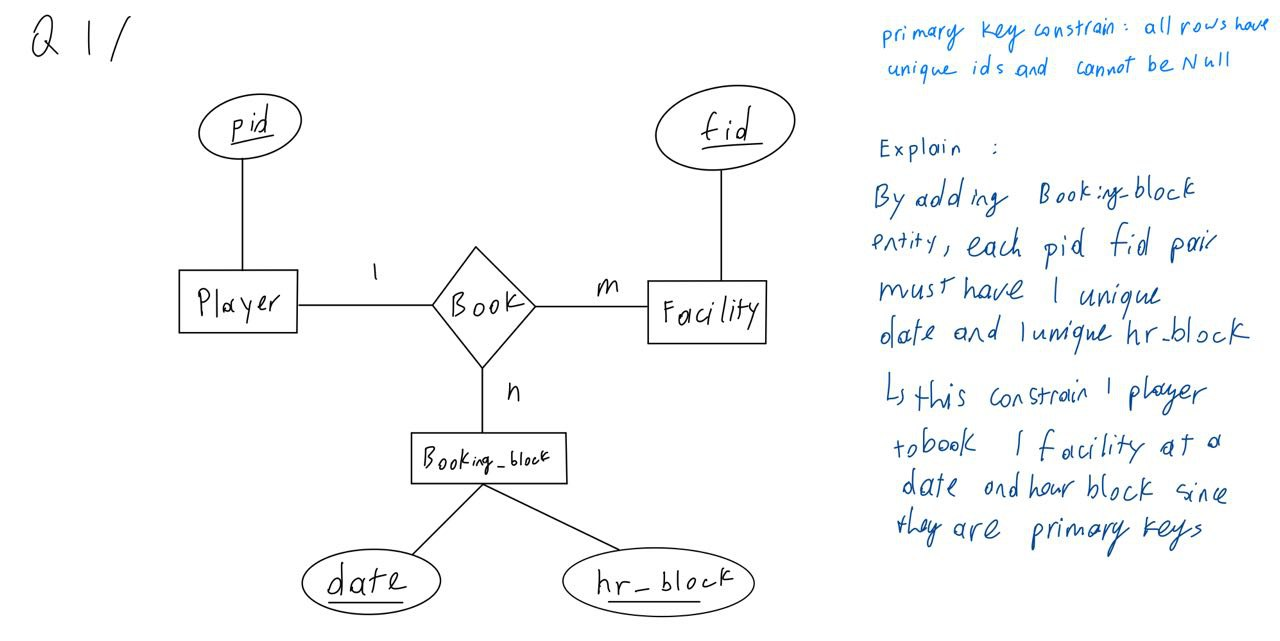 Q 1/
primary key constrain: all rows have
unique ids and cannot be Null
pid
fid
Explain :
By adding Booking_block
entity, each pid fid pair
must have 1 unique
date and 1 unique hr_block
↳ this constrain 1 player
to book 1 facility at a
date and hour block since
they are primary keys
1
m
Player
Book
Facility
n
Booking_block
date
hr_block